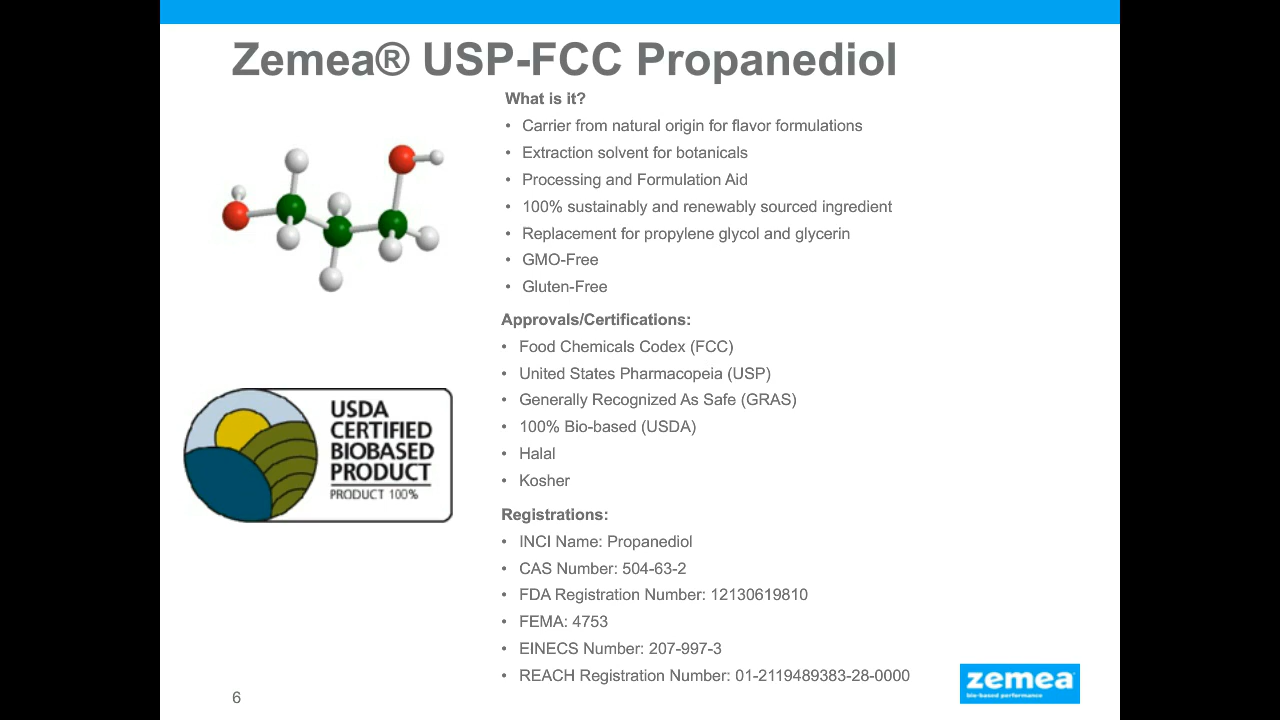 Zemea® USP-FCC Propanediol
What is it?
• Carrier from natural origin for flavor formulations
• Extraction solvent for botanicals
• Processing and Formulation Aid
• 100% sustainably and renewably sourced ingredient
• Replacement for propylene glycol and glycerin
• GMO-Free
• Gluten-Free
Approvals/Certifications:
• Food Chemicals Codex (FCC)
• United States Pharmacopeia (USP)
• Generally Recognized As Safe (GRAS)
• 100% Bio-based (USDA)
• Halal
• Kosher
USDA
CERTIFIED
BIOBASED
PRODUCT
PRODUCT 100%
Registrations:
• INCI Name: Propanediol
• CAS Number: 504-63-2
• FDA Registration Number: 12130619810
• FEMA: 4753
• EINECS Number: 207-997-3
• REACH Registration Number: 01-2119489383-28-0000
zemea
bio-based performance
6